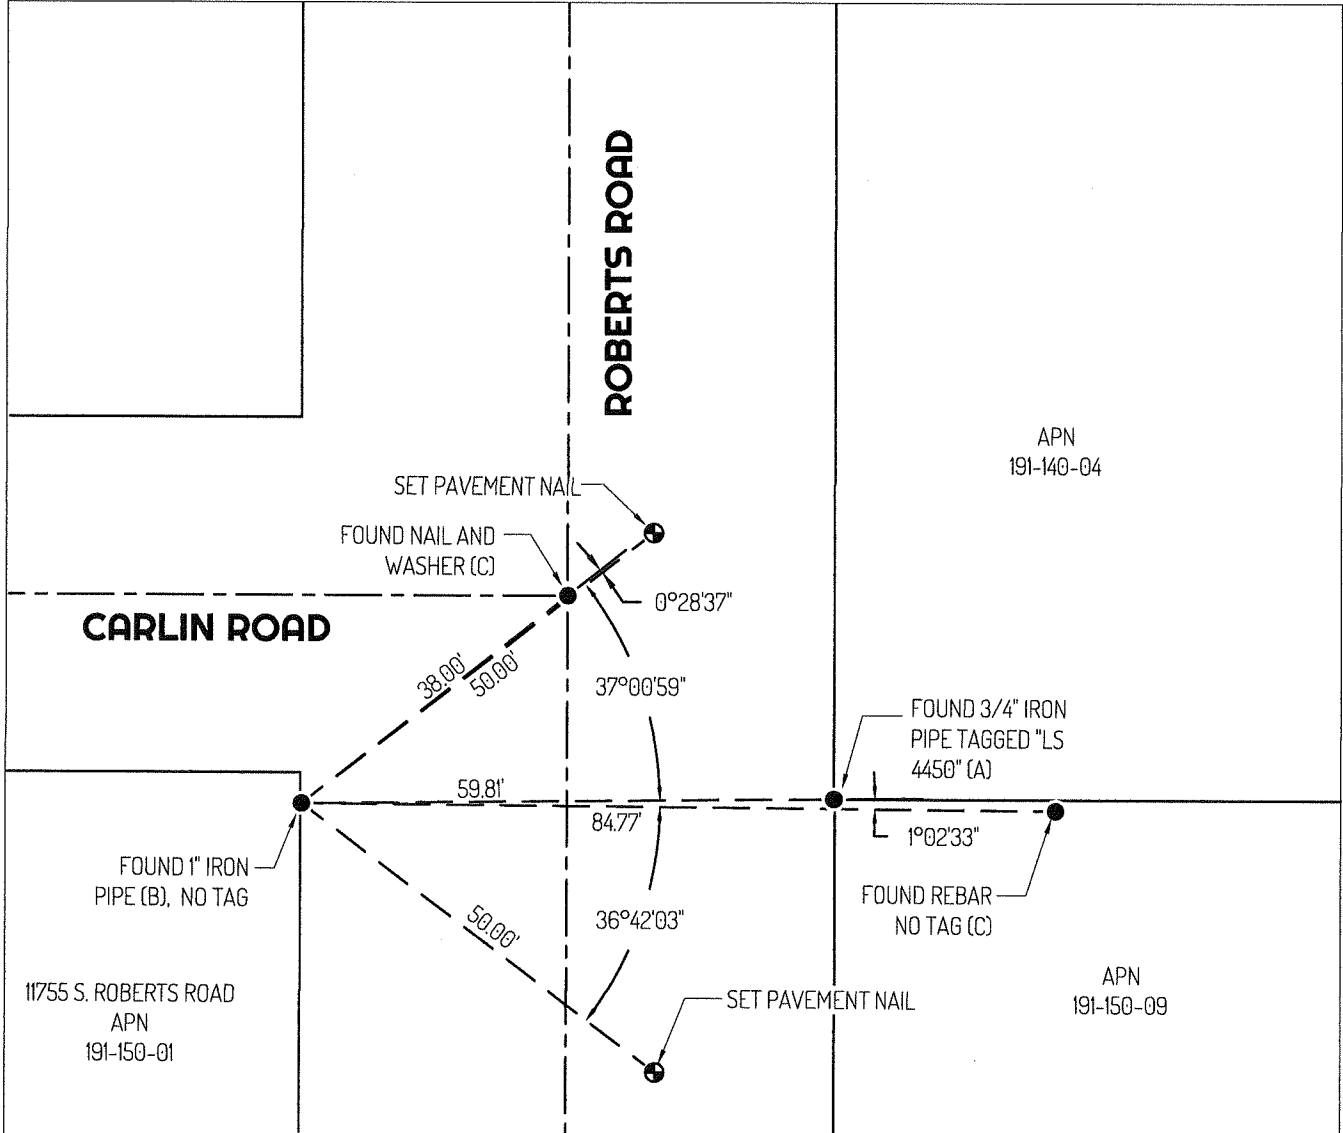 ROBERTS ROAD
APN
191-140-04
SET PAVEMENT NAIL
FOUND NAIL AND
WASHER (C)
0°28'37"
CARLIN ROAD
38.00'
50.00'
37°00'59"
FOUND 3/4" IRON
PIPE TAGGED "LS
4450" (A)
59.81'
84.77'
1°02'33"
FOUND 1" IRON
PIPE (B), NO TAG
FOUND REBAR
NO TAG (C)
50.00'
36°42'03"
11755 S. ROBERTS ROAD
APN
191-150-01
SET PAVEMENT NAIL
APN
191-150-09